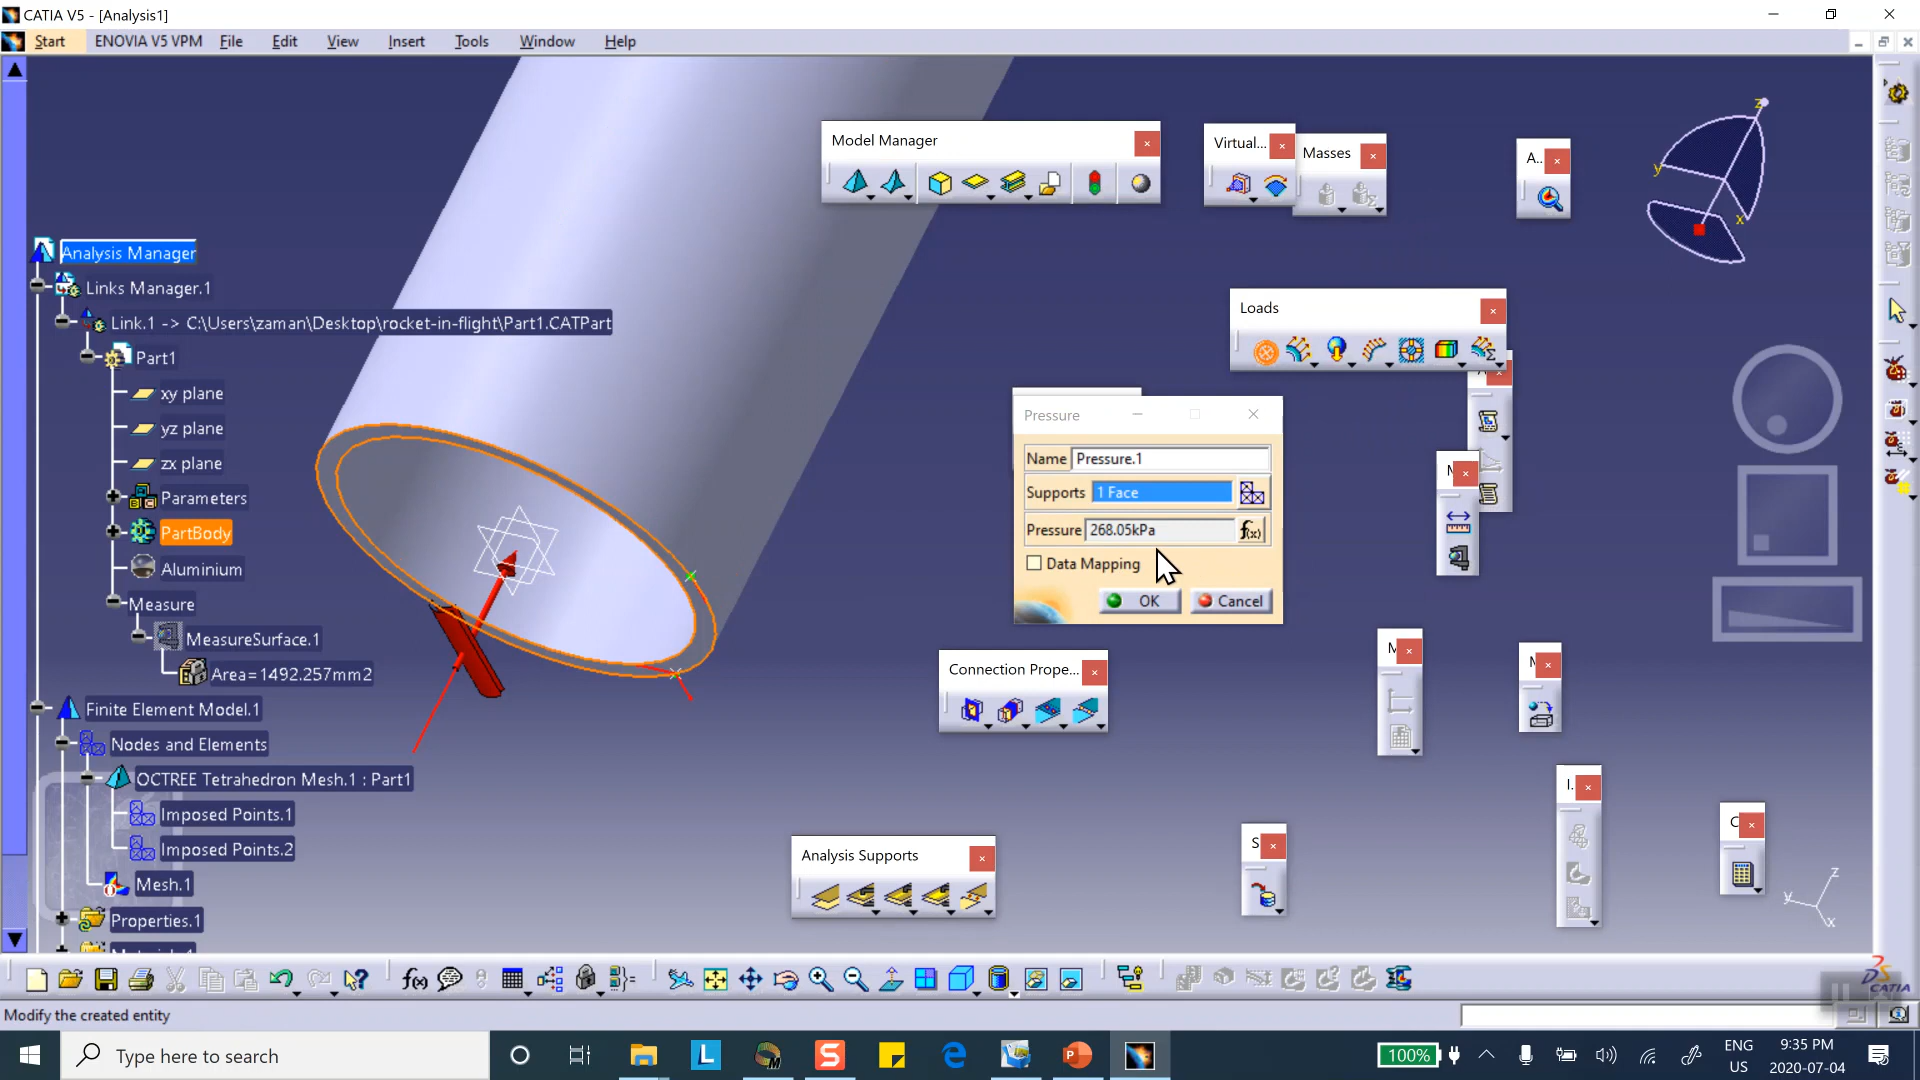 CATIA V5 - [Analysis1]
Start ENOVIA V5 VPM File Edit View Insert Tools Window Help
Model Manager
Virtual...
Masses
A..
z
y
x
Analysis Manager
Links Manager.1
Link.1 -> C:\Users\zaman\Desktop\rocket-in-flight\Part1.CATPart
Part1
xy plane
yz plane
zx plane
Parameters
PartBody
Aluminium
Measure
MeasureSurface.1
Area=1492.257mm2
Finite Element Model.1
Nodes and Elements
OCTREE Tetrahedron Mesh.1 : Part1
Imposed Points.1
Imposed Points.2
Mesh.1
Properties.1
Loads
Pressure
Name Pressure.1
Supports 1 Face
Pressure 268.05kPa
f(x)
Data Mapping
OK Cancel
Connection Prope...
Analysis Supports
S
I.
C
z
y
x
f(x)
CATIA
Modify the created entity
Type here to search
100%
ENG
US
9:35 PM
2020-07-04